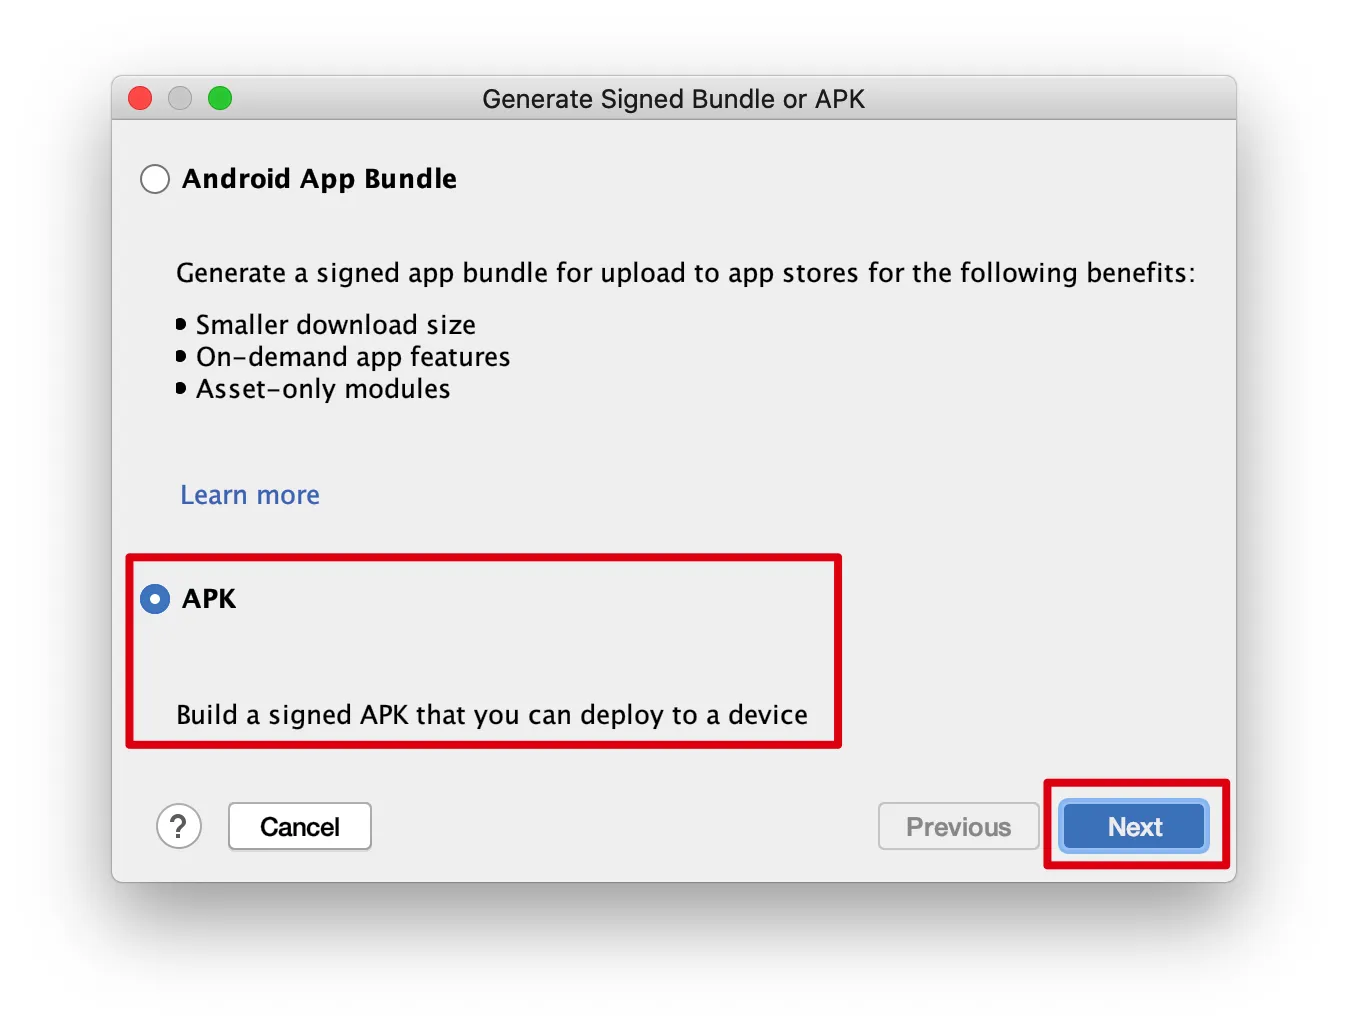 Generate Signed Bundle or APK
Android App Bundle
Generate a signed app bundle for upload to app stores for the following benefits:
• Smaller download size
• On-demand app features
• Asset-only modules
Learn more
APK
Build a signed APK that you can deploy to a device
? Cancel Previous Next